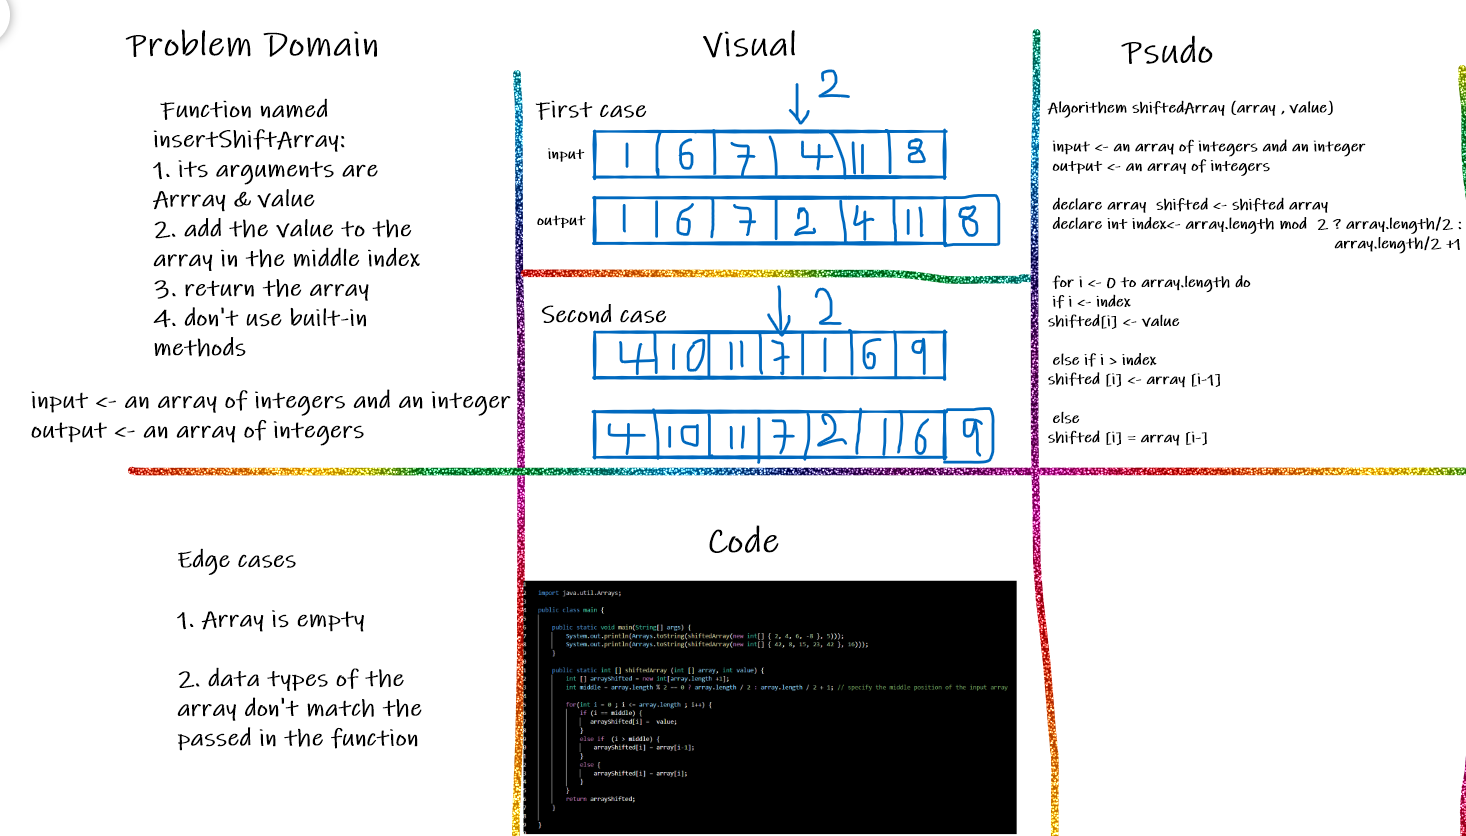 Problem Domain
Function named
insertShiftArray:
1. its arguments are
Arrray & value
2. add the value to the
array in the middle index
3. return the array
4. don't use built-in
methods
input <- an array of integers and an integer
output <- an array of integers
Visual
2
First case
input 1 6 7 4 11 8
output 1 6 7 2 4 11 8
2
Second case
4 10 11 7 1 6 9
4 10 11 7 2 1 6 9
Psudo
Algorithem shiftedArray (array , value)
input <- an array of integers and an integer
output <- an array of integers
declare array shifted <- shifted array
declare int index<- array.length mod 2 ? array.length/2 :
array.length/2 +1
for i <- 0 to array.length do
if i <- index
shifted[i] <- value
else if i > index
shifted [i] <- array [i-1]
else
shifted [i] = array [i-]
Edge cases
1. Array is empty
2. data types of the
array don't match the
passed in the function
Code
import java.util.Arrays;
public class main {
public static void main(String[] args) {
System.out.println(Arrays.toString(shiftedArray(new int[] { 2, 4, 6, -8 }, 5)));
System.out.println(Arrays.toString(shiftedArray(new int[] { 42, 8, 15, 23, 42 }, 16)));
}
public static int [] shiftedArray (int [] array, int value) {
int [] arrayShifted = new int[array.length +1];
int middle = array.length % 2 == 0 ? array.length / 2 : array.length / 2 + 1; // specify the middle position of the input array
for(int i = 0 ; i <= array.length ; i++) {
if (i == middle) {
arrayShifted[i] = value;
}
else if (i > middle) {
arrayShifted[i] = array[i-1];
}
else {
arrayShifted[i] = array[i];
}
}
return arrayShifted;
}
}